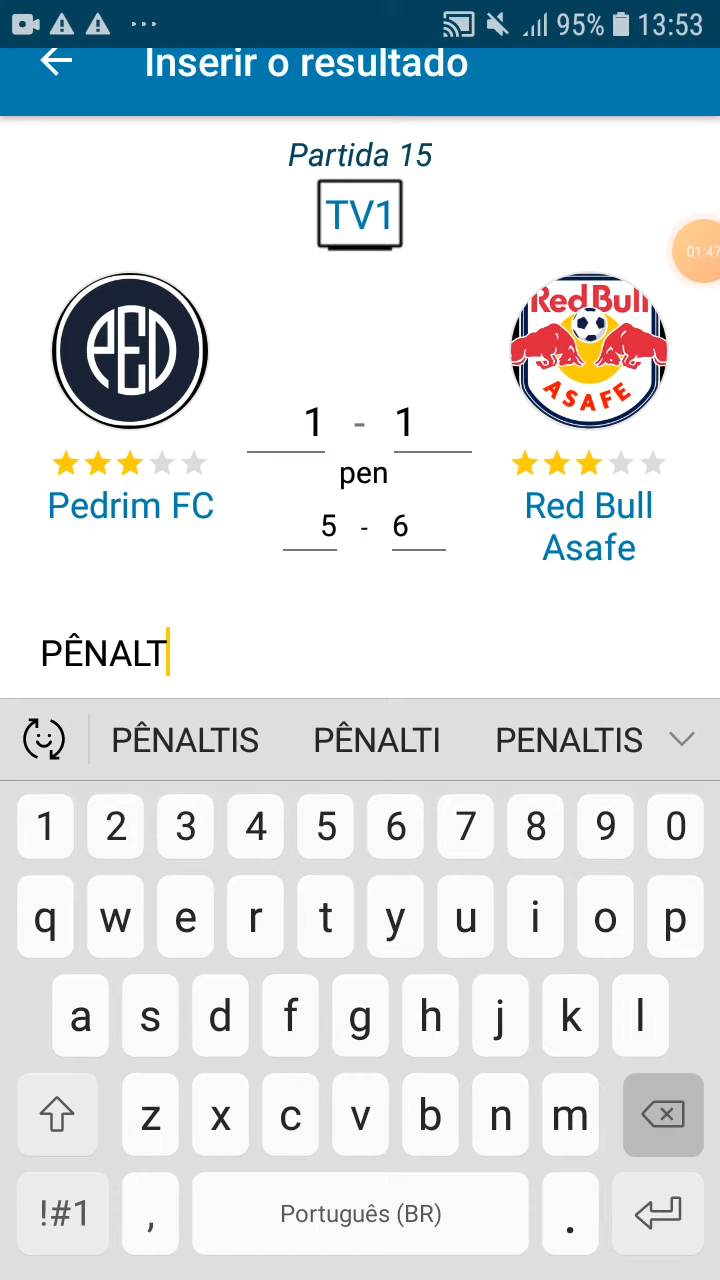 95% 13:53
Inserir o resultado
Partida 15
TV1
01:47
PED
Red Bull
ASAFE
1 - 1
pen
Pedrim FC
5 - 6
Red Bull
Asafe
PÊNALT
PÊNALTIS PÊNALTI PENALTIS
1 2 3 4 5 6 7 8 9 0
q w e r t y u i o p
a s d f g h j k l
z x c v b n m
!#1 , Português (BR) .